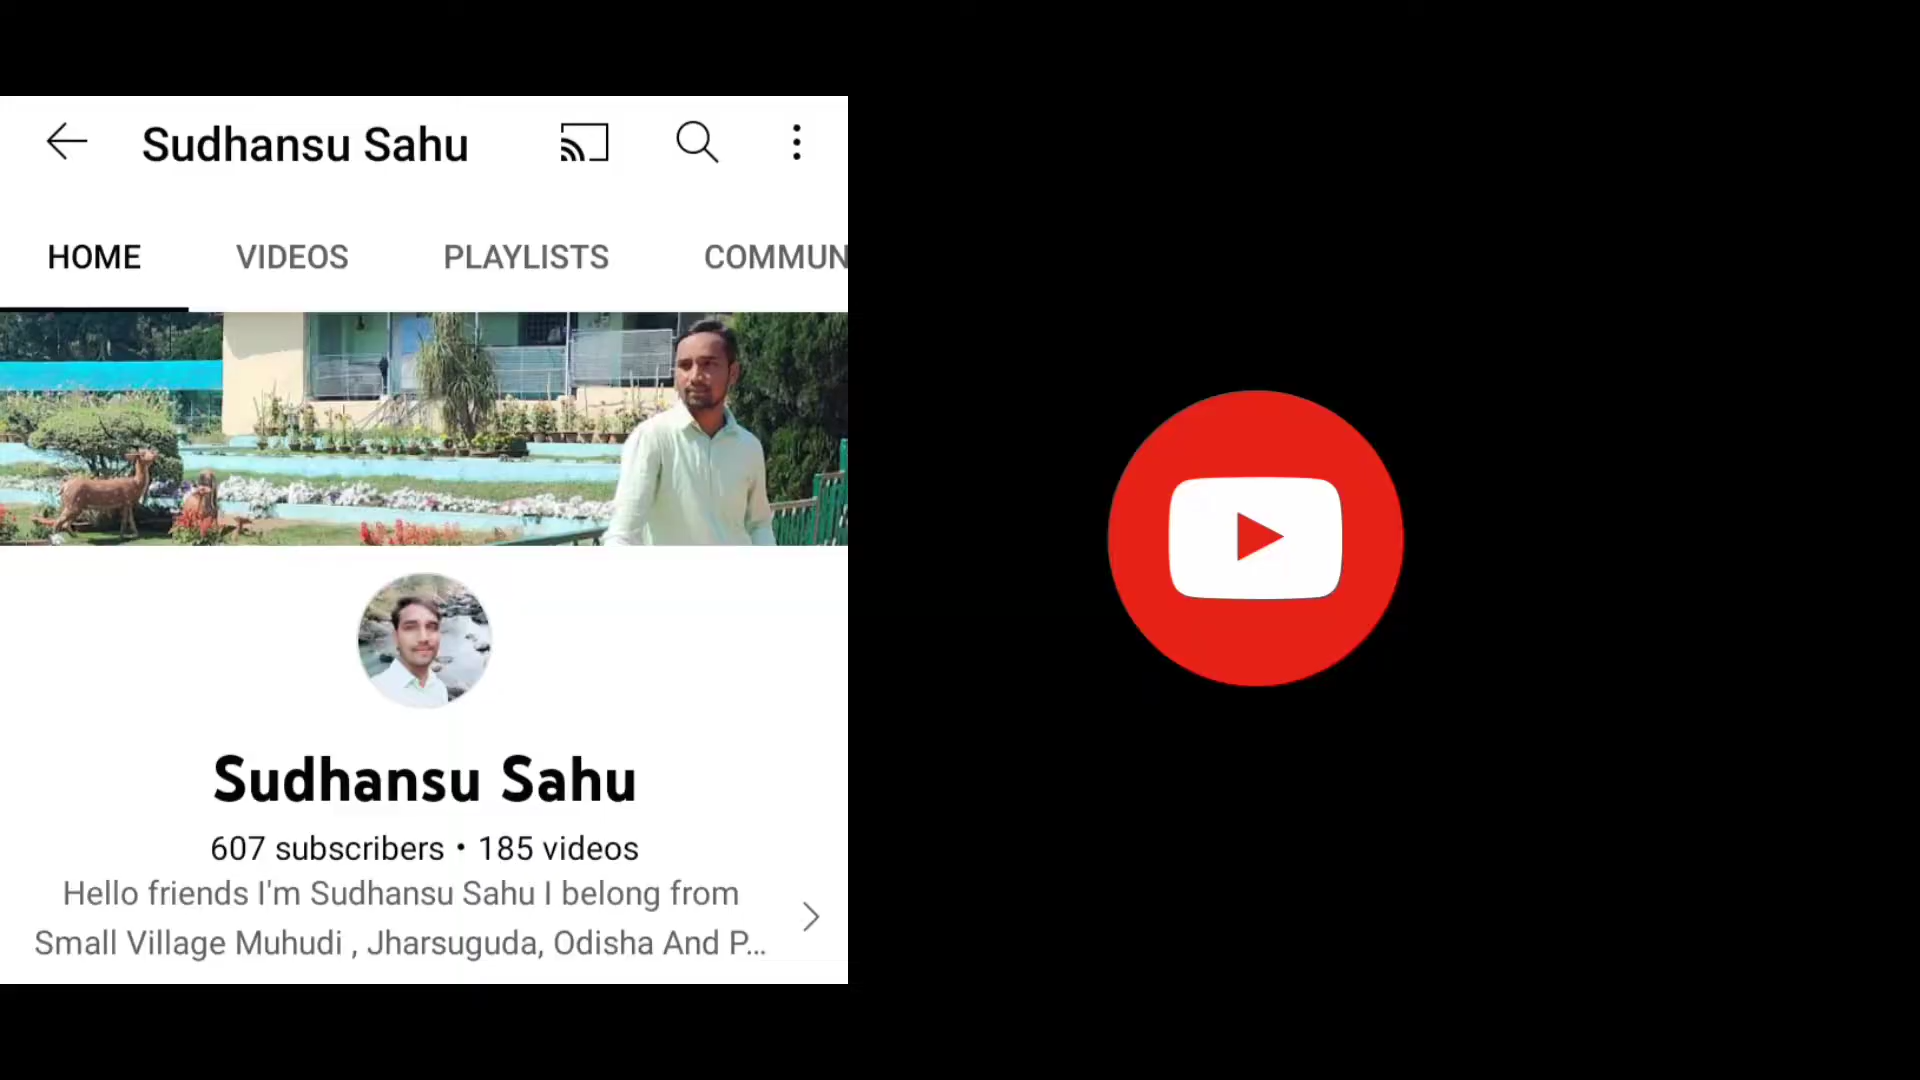 Sudhansu Sahu
HOME VIDEOS PLAYLISTS COMMUN
Sudhansu Sahu
607 subscribers • 185 videos
Hello friends I'm Sudhansu Sahu I belong from
Small Village Muhudi , Jharsuguda, Odisha And P...